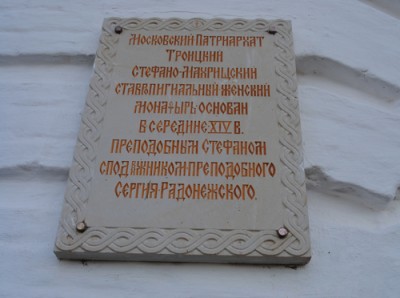 Московский Патриархат
Троицкий
Стефано-Махрищский
ставропигиальный женский
монастырь основан
в середине XIV в.
преподобным Стефаном
сподвижником преподобного
Сергия Радонежского.